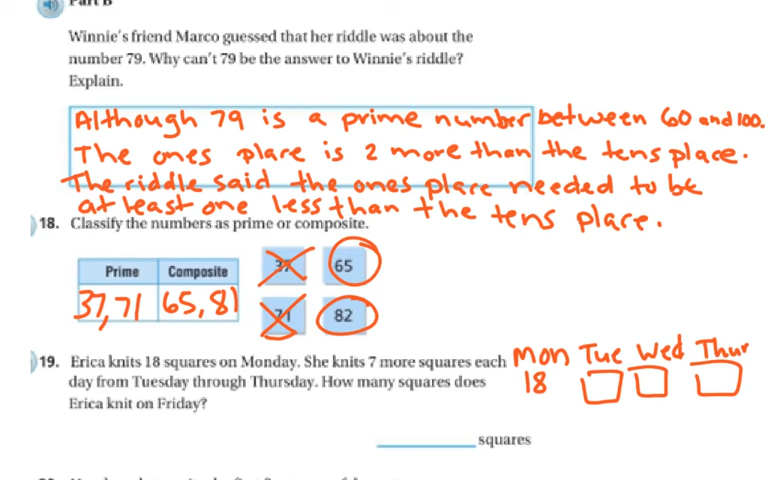 Part B
Winnie's friend Marco guessed that her riddle was about the
number 79. Why can't 79 be the answer to Winnie's riddle?
Explain.
Although 79 is a prime number between 60 and 100.
The ones place is 2 more than the tens place.
The riddle said the ones place needed to be
at least one less than the tens place.
18. Classify the numbers as prime or composite.
Prime Composite
37, 71 65, 81
37 65
71 82
19. Erica knits 18 squares on Monday. She knits 7 more squares each
day from Tuesday through Thursday. How many squares does
Erica knit on Friday?
Mon Tue Wed Thur
18
squares